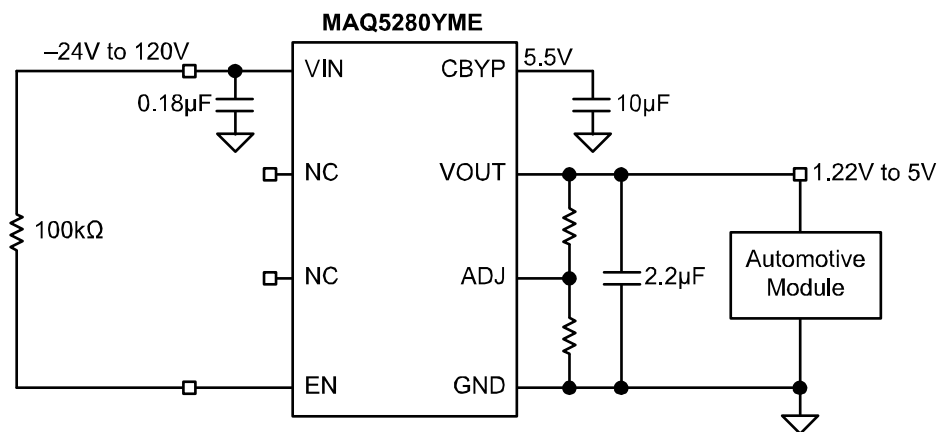 MAQ5280YME
–24V to 120V
VIN
CBYP
5.5V
0.18µF
10µF
NC
VOUT
1.22V to 5V
100kΩ
NC
ADJ
2.2µF
Automotive
Module
EN
GND